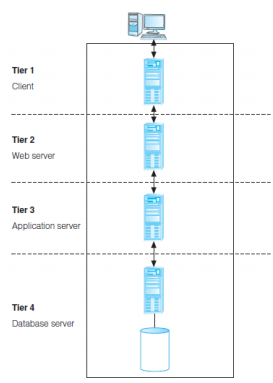 Tier 1
Client
Tier 2
Web server
Tier 3
Application server
Tier 4
Database server